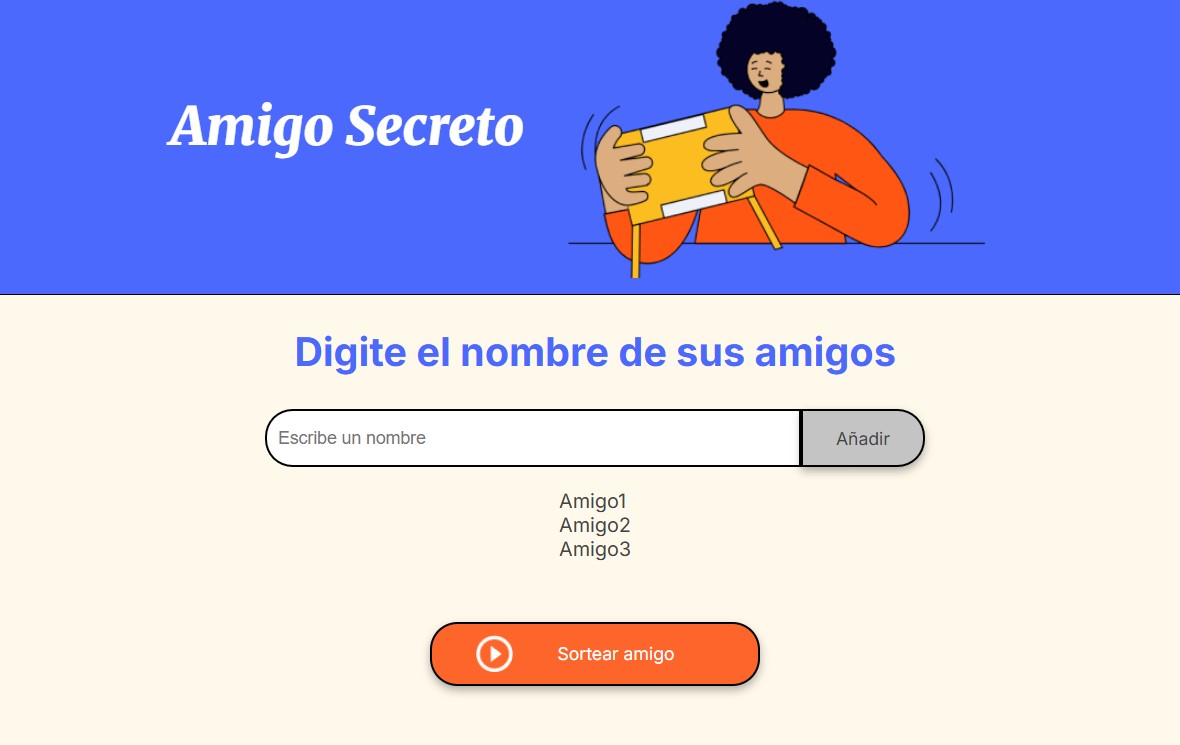 Amigo Secreto
Digite el nombre de sus amigos
Escribe un nombre
Añadir
Amigo1
Amigo2
Amigo3
Sortear amigo